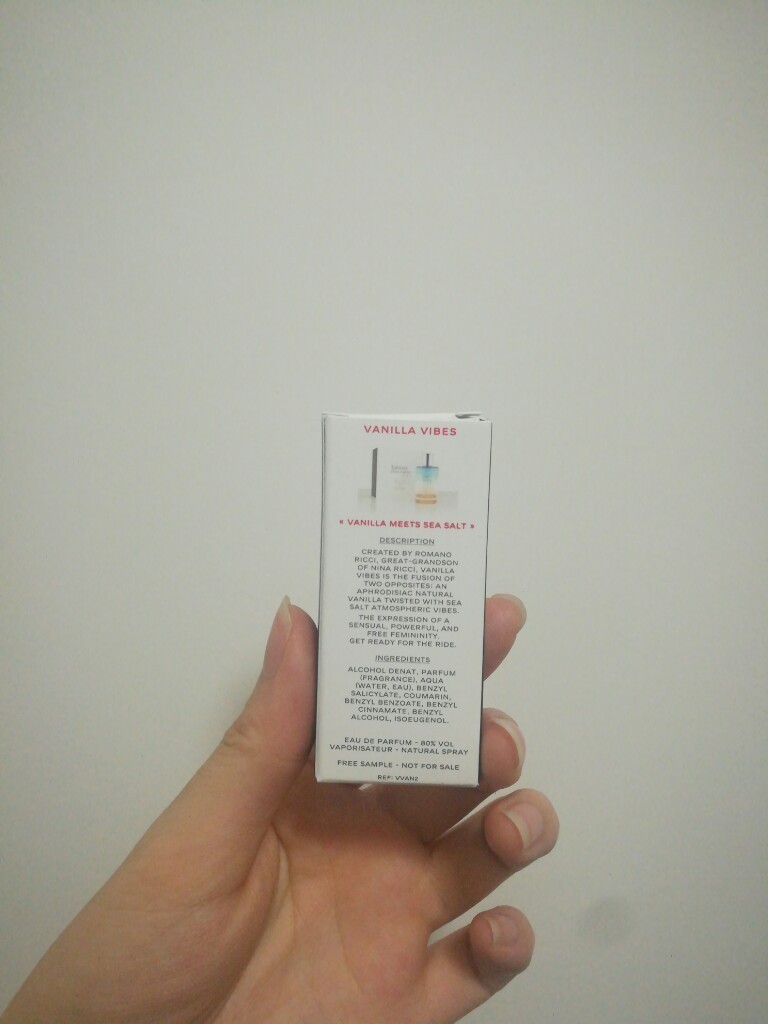 VANILLA VIBES
« VANILLA MEETS SEA SALT »
DESCRIPTION
CREATED BY ROMANO
RICCI, GREAT-GRANDSON
OF NINA RICCI, VANILLA
VIBES IS THE FUSION OF
TWO OPPOSITES: AN
APHRODISIAC NATURAL
VANILLA TWISTED WITH SEA
SALT ATMOSPHERIC VIBES.
THE EXPRESSION OF A
SENSUAL, POWERFUL, AND
FREE FEMININITY.
GET READY FOR THE RIDE.
INGREDIENTS
ALCOHOL DENAT, PARFUM
(FRAGRANCE), AQUA
(WATER, EAU), BENZYL
SALICYLATE, COUMARIN,
BENZYL BENZOATE, BENZYL
CINNAMATE, BENZYL
ALCOHOL, ISOEUGENOL.
EAU DE PARFUM - 80% VOL
VAPORISATEUR - NATURAL SPRAY
FREE SAMPLE - NOT FOR SALE
REF: VVAN2